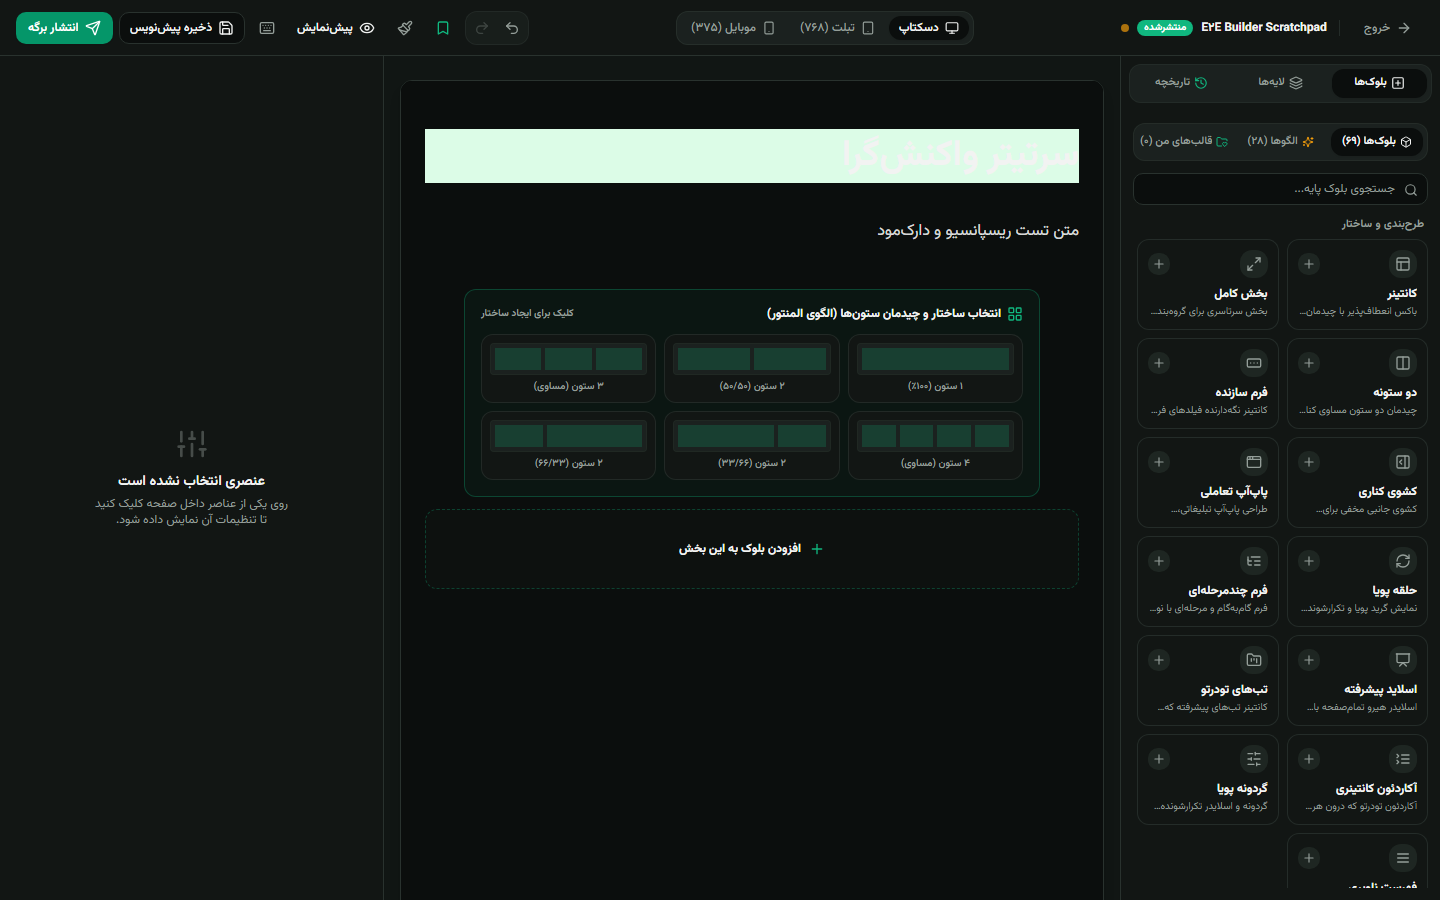 خروج
E۲E Builder Scratchpad
منتشرشده
دسکتاپ
تبلت (۷۶۸)
موبایل (۳۷۵)
پیش‌نمایش
ذخیره پیش‌نویس
انتشار برگه
بلوک‌ها
لایه‌ها
تاریخچه
بلوک‌ها (۶۹)
الگوها (۲۸)
قالب‌های من (۰)
جستجوی بلوک پایه...
طرح‌بندی و ساختار
کانتینر
باکس انعطاف‌پذیر با چیدمان...
بخش کامل
بخش سرتاسری برای گروه‌بند...
دو ستونه
چیدمان دو ستون مساوی کنا...
فرم سازنده
کانتینر نگه‌دارنده فیلدهای فر...
کشوی کناری
کشوی جانبی مخفی برای...
پاپ‌آپ تعاملی
طراحی پاپ‌آپ تبلیغاتی،...
حلقه پویا
نمایش گرید پویا و تکرارشوند...
فرم چندمرحله‌ای
فرم گام‌به‌گام و مرحله‌ای با نو...
اسلاید پیشرفته
اسلایدر هیرو تمام‌صفحه با...
تب‌های تودرتو
کانتینر تب‌های پیشرفته که...
آکاردئون کانتینری
آکاردئون تودرتو که درون هر...
گردونه پویا
گردونه و اسلایدر تکرارشونده...
سرتیتر واکنش‌گرا
متن تست ریسپانسیو و دارک‌مود
انتخاب ساختار و چیدمان ستون‌ها (الگوی المنتور)
کلیک برای ایجاد ساختار
۱ ستون (۱۰۰٪)
۲ ستون (۵۰/۵۰)
۳ ستون (مساوی)
۴ ستون (مساوی)
۲ ستون (۳۳/۶۶)
۲ ستون (۶۶/۳۳)
افزودن بلوک به این بخش
عنصری انتخاب نشده است
روی یکی از عناصر داخل صفحه کلیک کنید
تا تنظیمات آن نمایش داده شود.